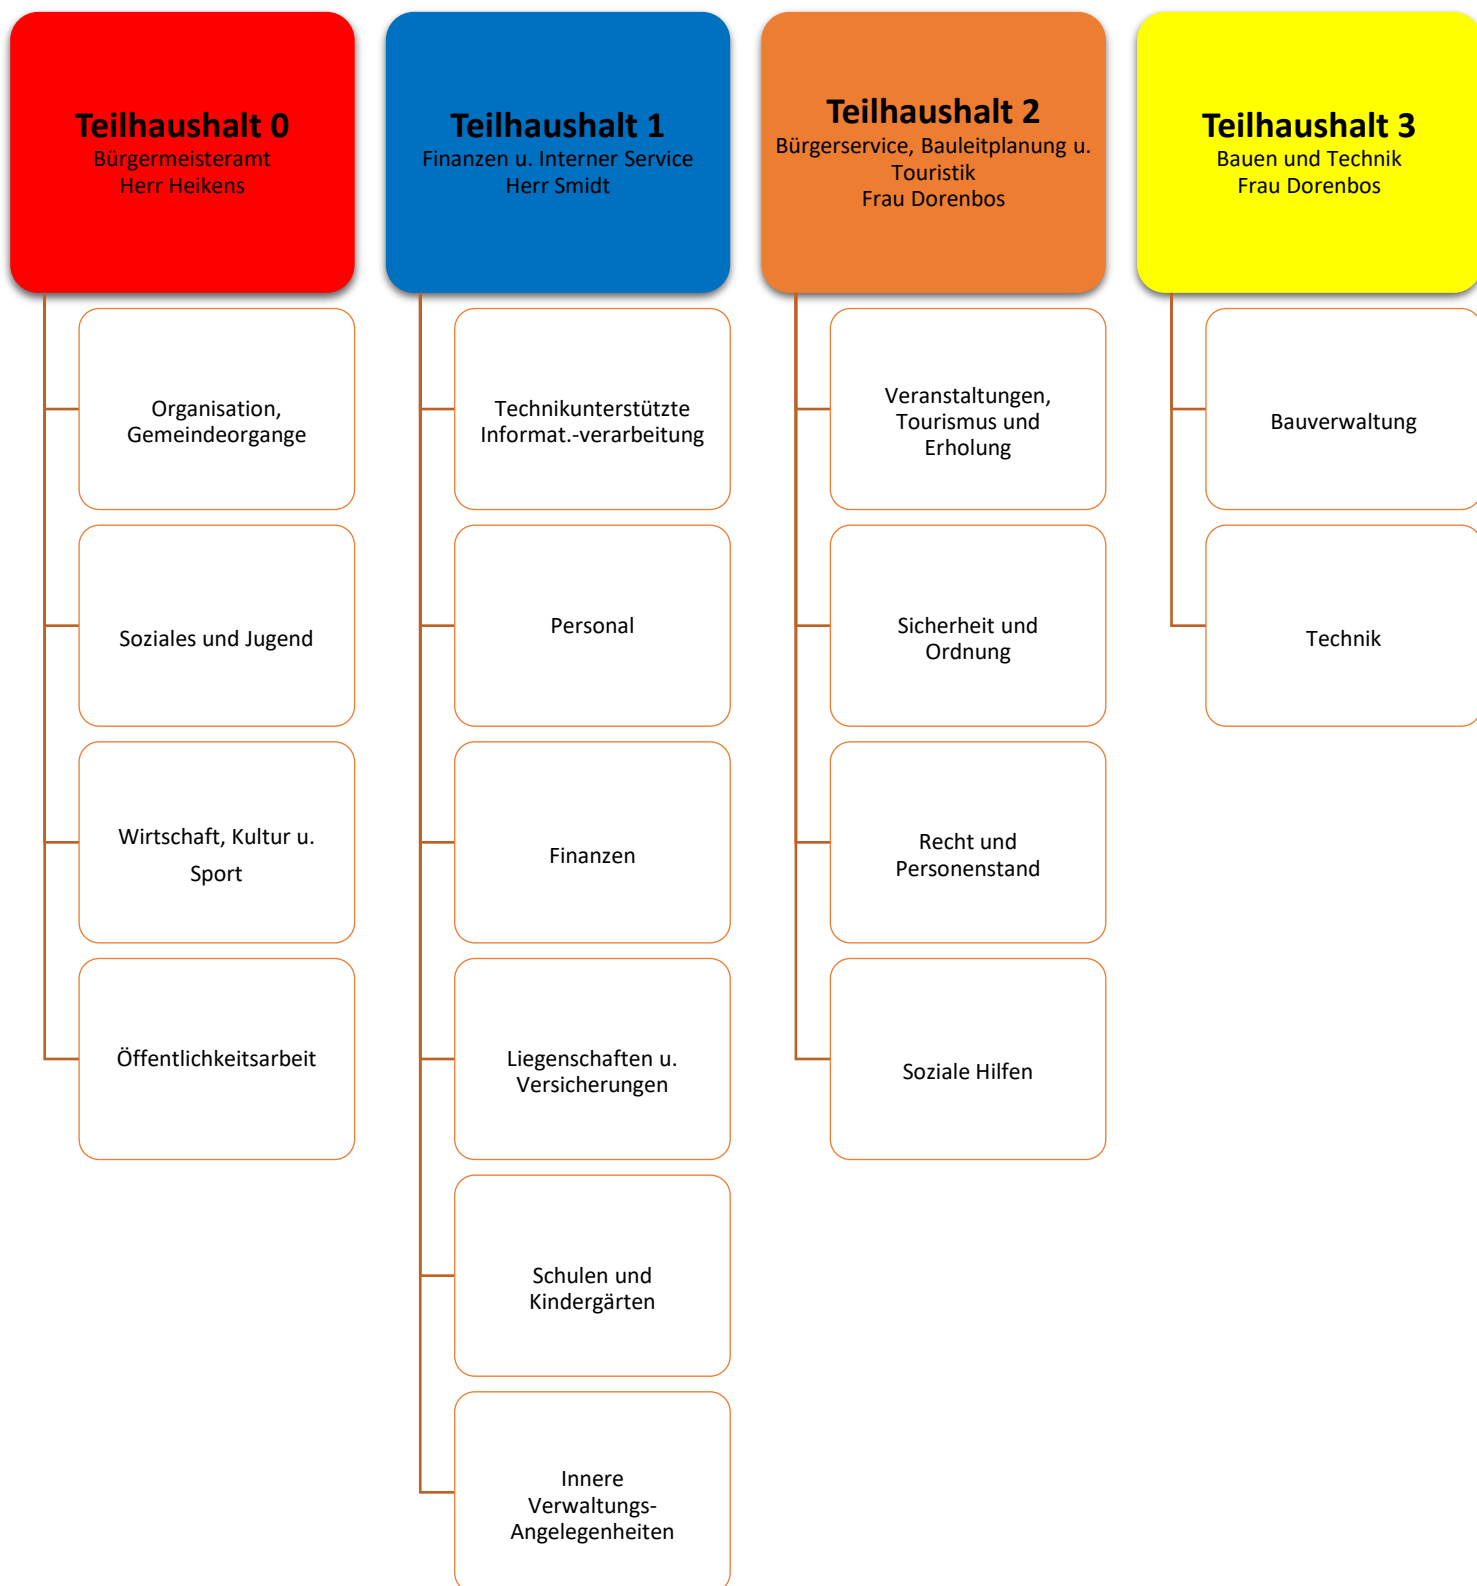 Teilhaushalt 0
Bürgermeisteramt
Herr Heikens
Organisation,
Gemeindeorgange
Soziales und Jugend
Wirtschaft, Kultur u.
Sport
Öffentlichkeitsarbeit
Teilhaushalt 1
Finanzen u. Interner Service
Herr Smidt
Technikunterstützte
Informat.-verarbeitung
Personal
Finanzen
Liegenschaften u.
Versicherungen
Schulen und
Kindergärten
Innere
Verwaltungs-
Angelegenheiten
Teilhaushalt 2
Bürgerservice, Bauleitplanung u.
Touristik
Frau Dorenbos
Veranstaltungen,
Tourismus und
Erholung
Sicherheit und
Ordnung
Recht und
Personenstand
Soziale Hilfen
Teilhaushalt 3
Bauen und Technik
Frau Dorenbos
Bauverwaltung
Technik